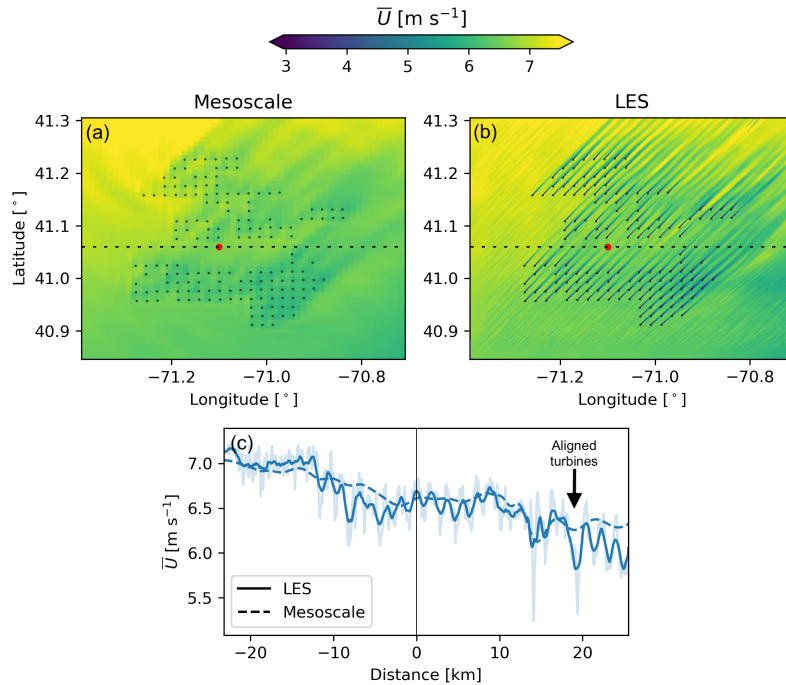 U̅ [m s⁻¹]
3 4 5 6 7
Mesoscale LES
(a) (b)
41.3 41.3
41.2 41.2
41.1 41.1
41.0 41.0
40.9 40.9
Latitude [°]
−71.2 −71.0 −70.8 −71.2 −71.0 −70.8
Longitude [°] Longitude [°]
(c)
Aligned
turbines
7.0
6.5
6.0
5.5
U̅ [m s⁻¹]
LES
Mesoscale
−20 −10 0 10 20
Distance [km]